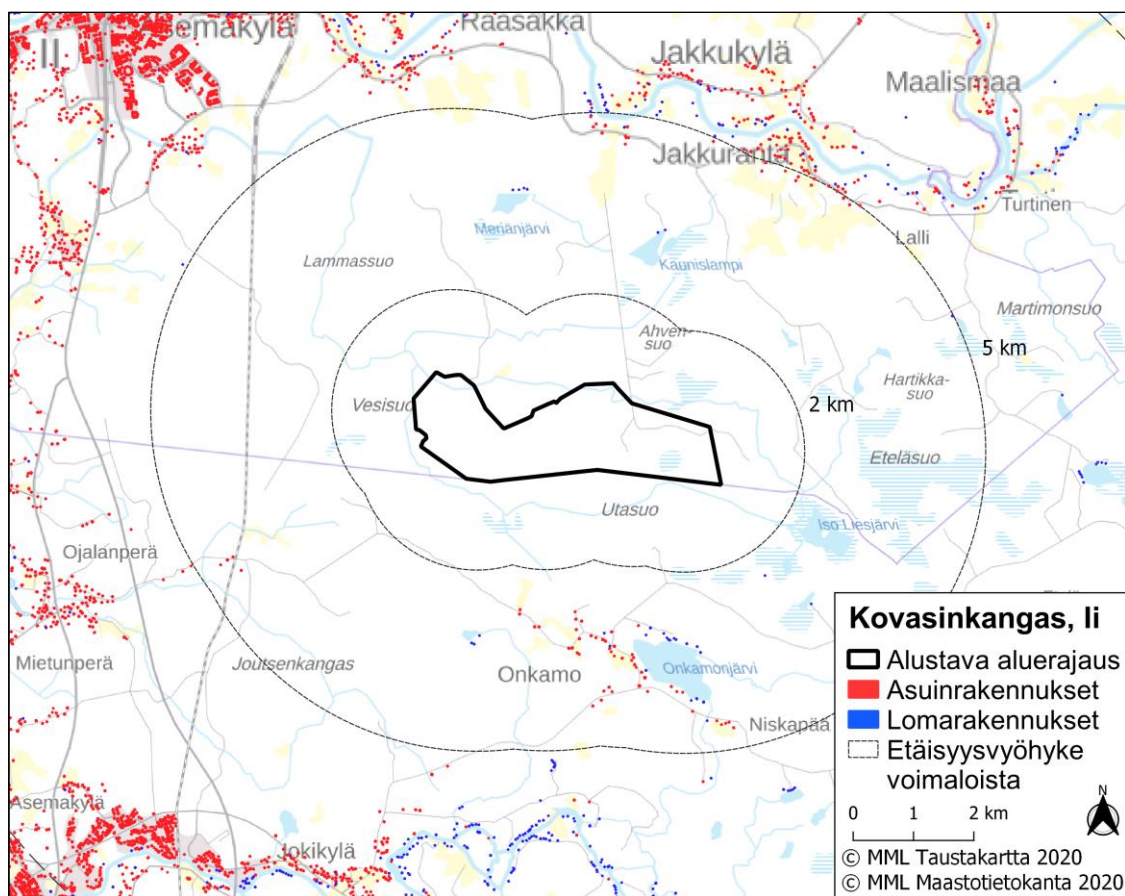 Asemakylä
Raasakka
II
Jakkukylä
Maalismaa
Jakkuranta
Turtinen
Meriänjärvi
Lalli
Lammassuo
Kaunislampi
Martimonsuo
Ahven-
suo
5 km
Hartikka-
suo
Vesisuo
2 km
Eteläsuo
Utasuo
Iso Liesjärvi
Ojalanperä
Mietunperä
Joutsenkangas
Onkamo
Onkamonjärvi
Niskapää
Asemakylä
Jokikylä
Kovasinkangas, Ii
Alustava aluerajaus
Asuinrakennukset
Lomarakennukset
Etäisyysvyöhyke
voimaloista
0 1 2 km
N
© MML Taustakartta 2020
© MML Maastotietokanta 2020